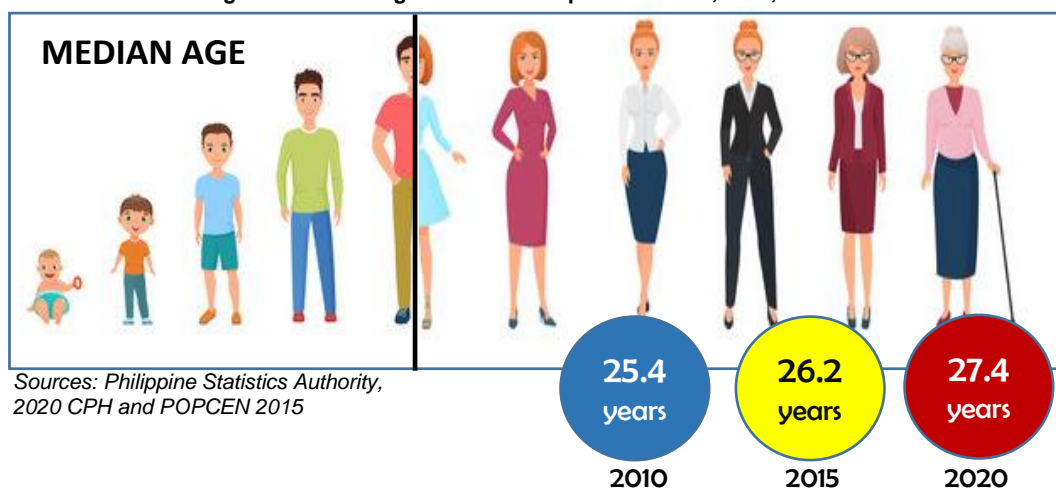 MEDIAN AGE
Sources: Philippine Statistics Authority,
2020 CPH and POPCEN 2015
25.4
years
2010
26.2
years
2015
27.4
years
2020